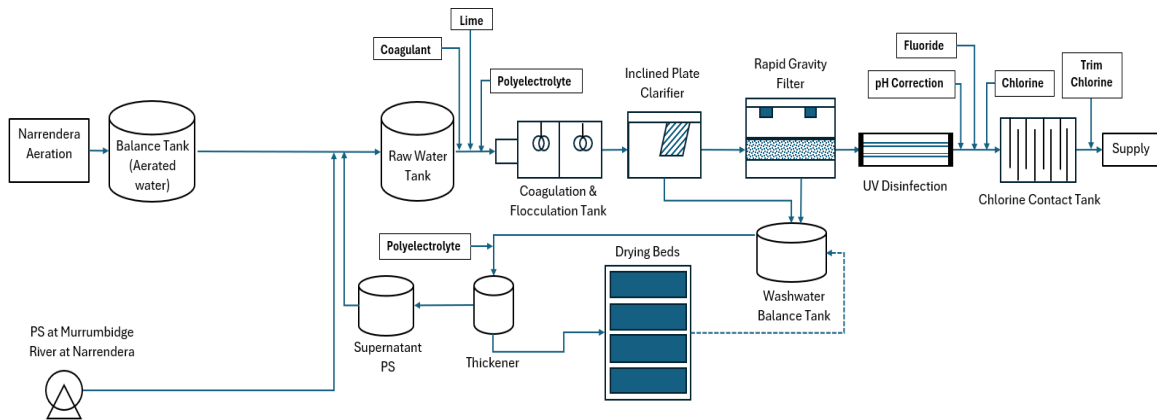 Lime
Coagulant
Polyelectrolyte
Narrendera
Aeration
Balance Tank
(Aerated
water)
Raw Water
Tank
Coagulation &
Flocculation Tank
Inclined Plate
Clarifier
Rapid Gravity
Filter
Fluoride
pH Correction
Chlorine
Trim
Chlorine
UV Disinfection
Chlorine Contact Tank
Supply
Polyelectrolyte
Drying Beds
Washwater
Balance Tank
Supernatant
PS
Thickener
PS at Murrumbidge
River at Narrendera